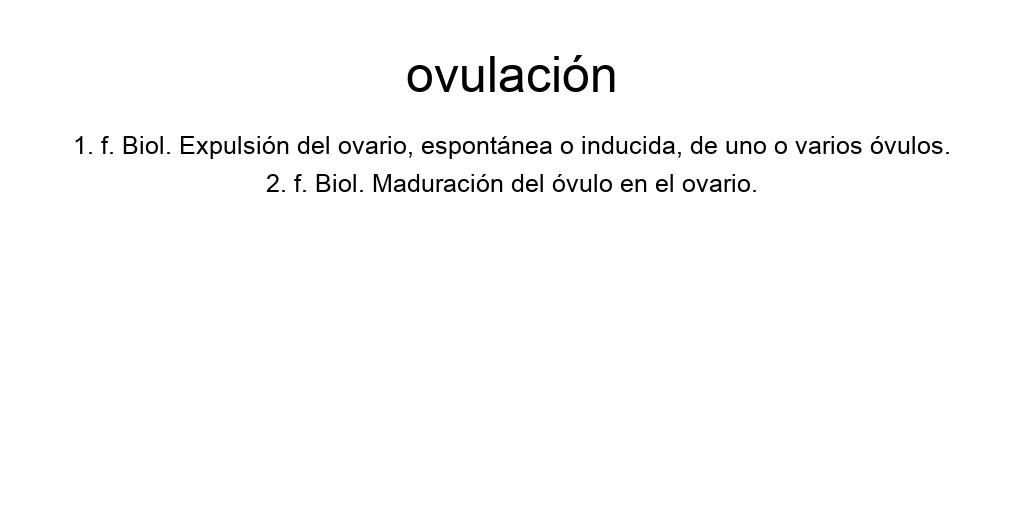 ovulación
1. f. Biol. Expulsión del ovario, espontánea o inducida, de uno o varios óvulos.
2. f. Biol. Maduración del óvulo en el ovario.